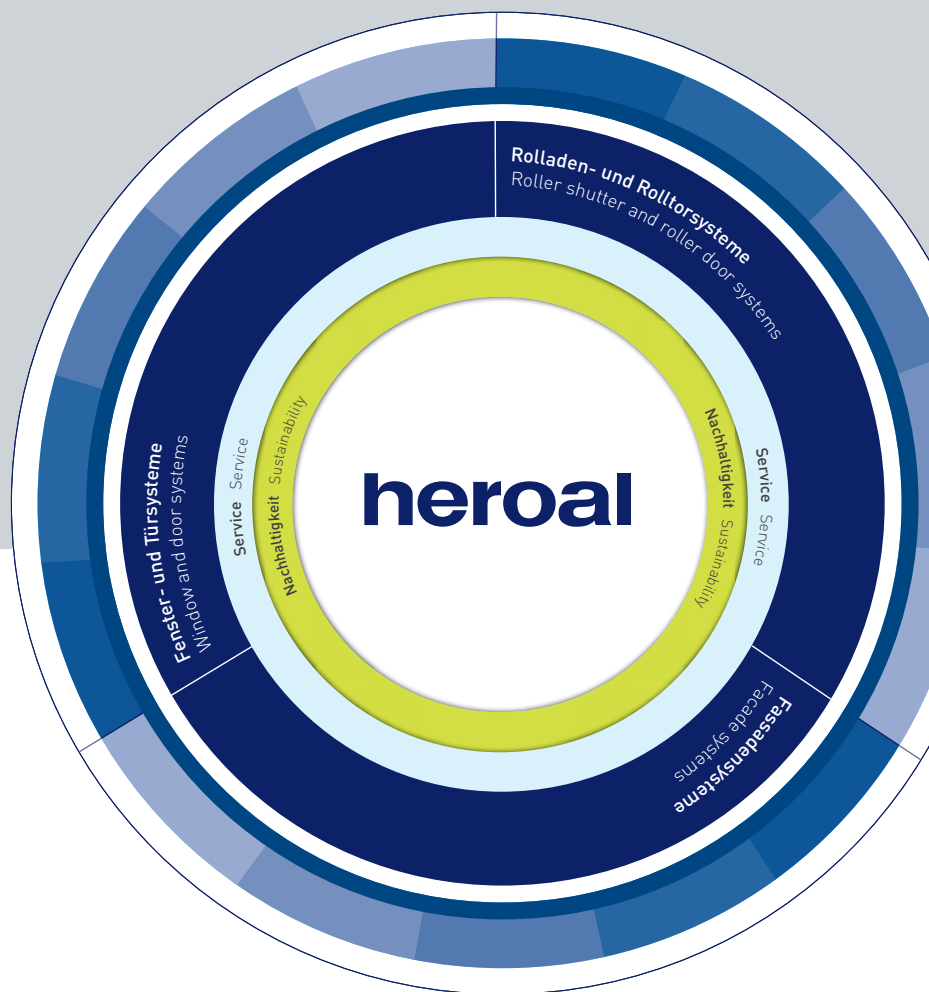 Rolladen- und Rolltorsysteme
Roller shutter and roller door systems
Fenster- und Türsysteme
Window and door systems
Service Service
Nachhaltigkeit Sustainability
heroal
Nachhaltigkeit Sustainability
Service Service
Fassadensysteme
Facade systems